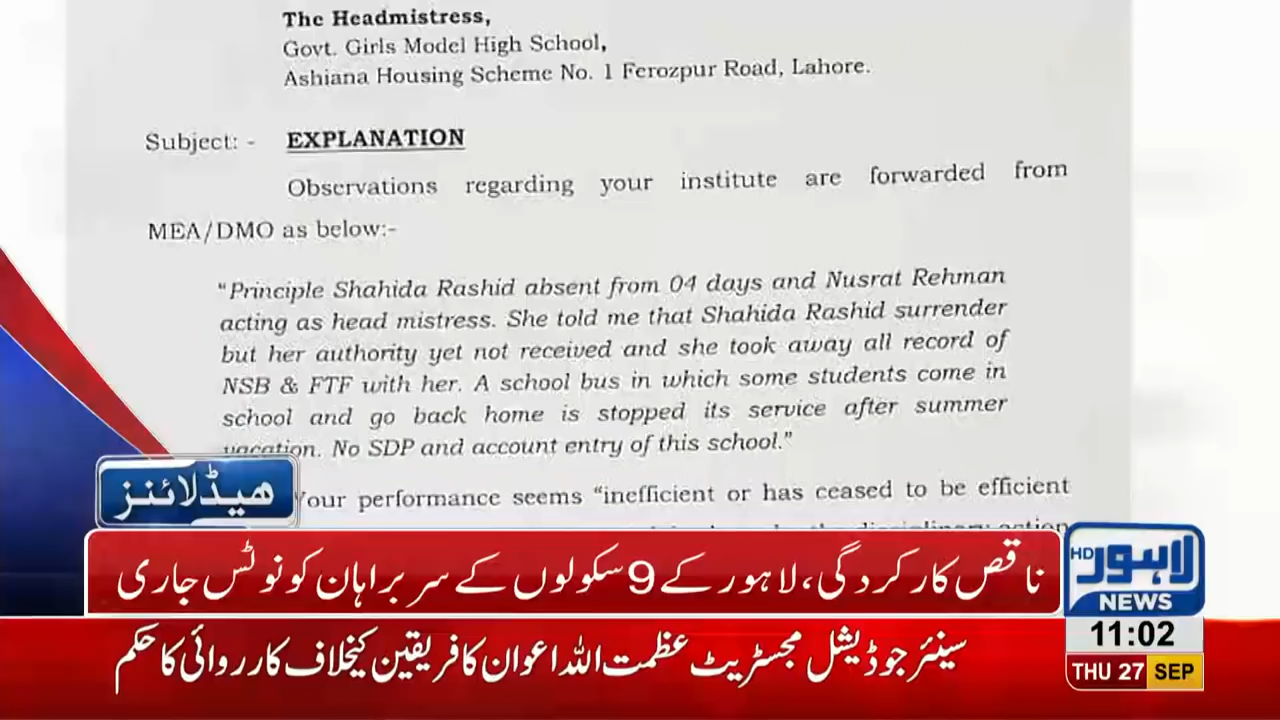 The Headmistress,
Govt. Girls Model High School,
Ashiana Housing Scheme No. 1 Ferozpur Road, Lahore.
Subject: - EXPLANATION
Observations regarding your institute are forwarded from
MEA/DMO as below:-
"Principle Shahida Rashid absent from 04 days and Nusrat Rehman
acting as head mistress. She told me that Shahida Rashid surrender
but her authority yet not received and she took away all record of
NSB & FTF with her. A school bus in which some students come in
school and go back home is stopped its service after summer
vacation. No SDP and account entry of this school."
Your performance seems "inefficient or has ceased to be efficient
disciplinary action
ھیڈلائنز
ناقص کارکردگی، لاہور کے 9 سکولوں کے سربراہان کو نوٹس جاری
سینئر جوڈیشل مجسٹریٹ عظمت اللہ اعوان کا فریقین کیخلاف کارروائی کا حکم
HD لاہور
NEWS
11:02
THU 27 SEP